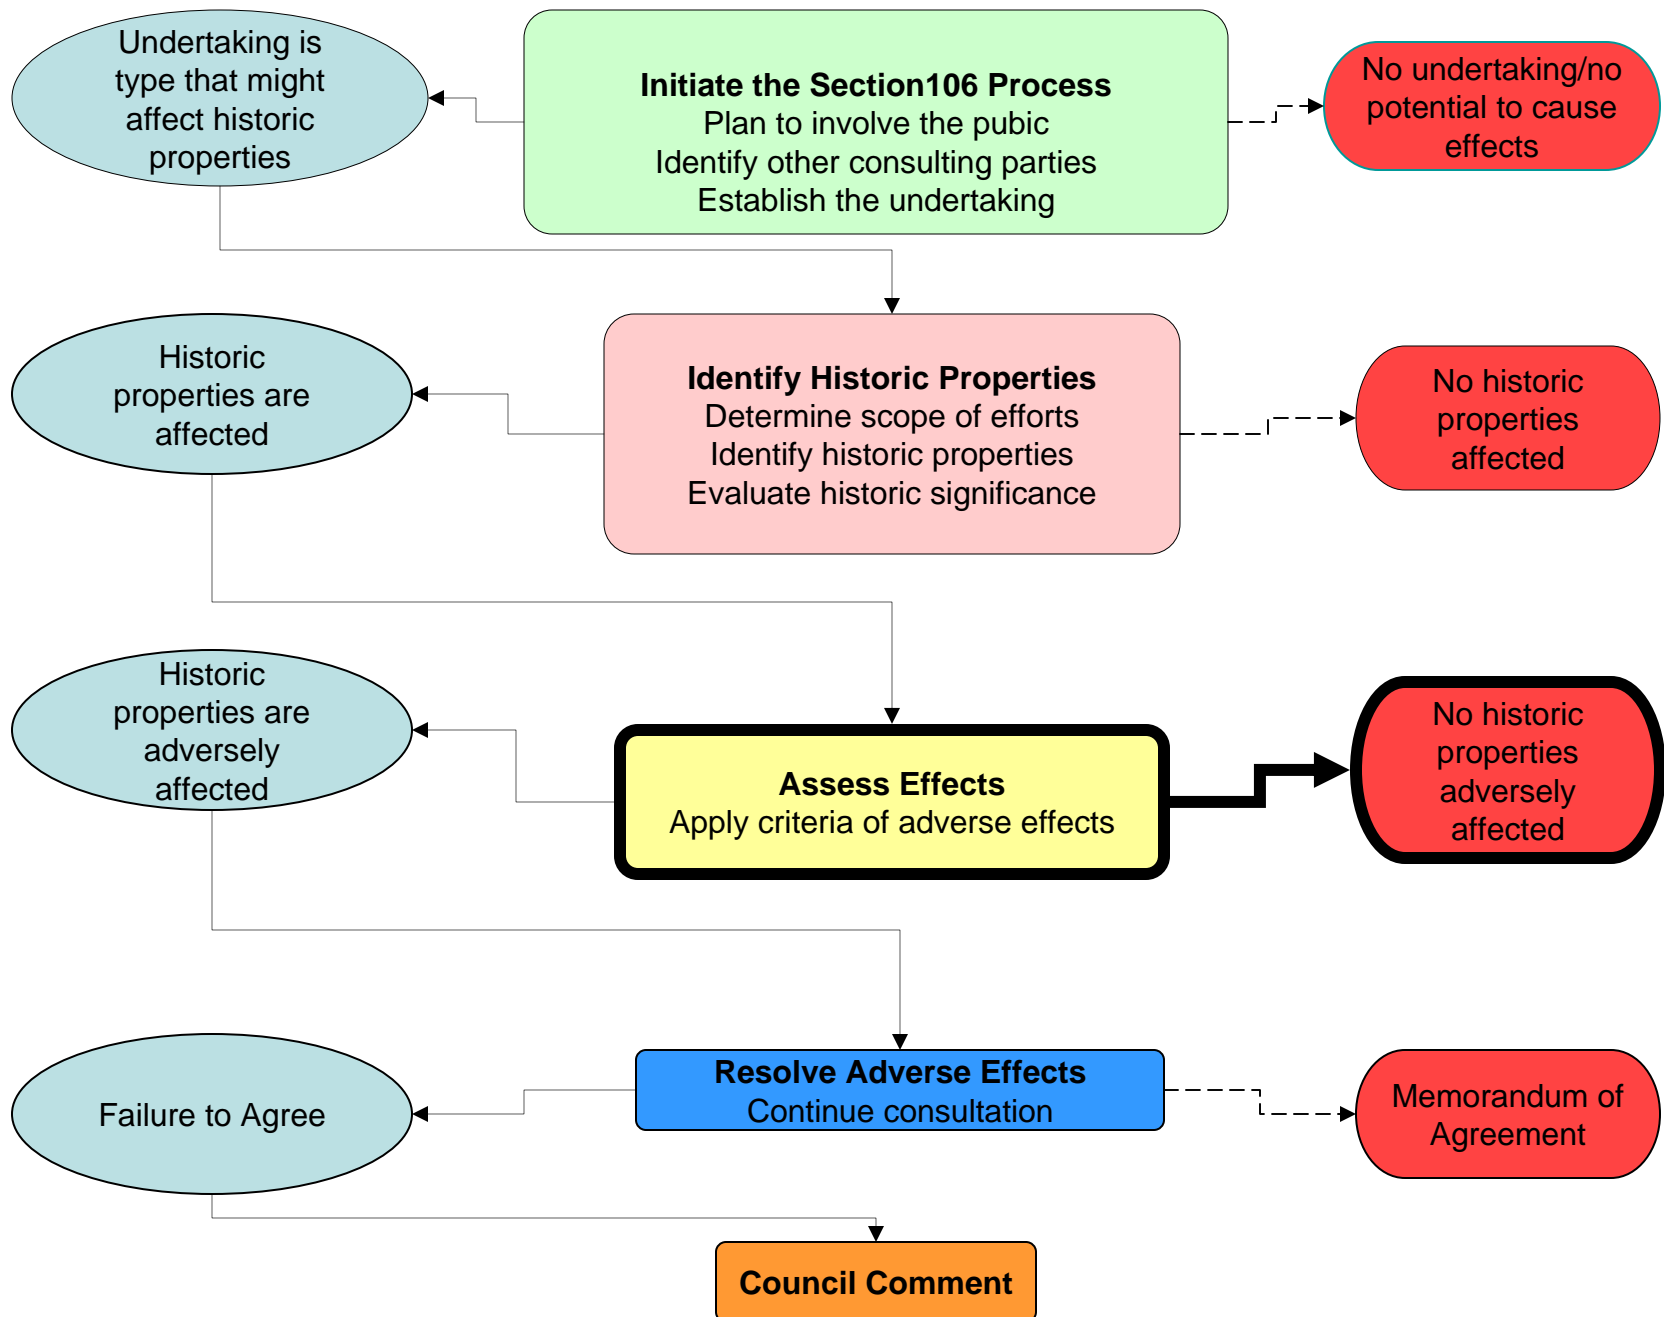 Undertaking is
type that might
affect historic
properties
Initiate the Section106 Process
Plan to involve the pubic
Identify other consulting parties
Establish the undertaking
No undertaking/no
potential to cause
effects
Historic
properties are
affected
Identify Historic Properties
Determine scope of efforts
Identify historic properties
Evaluate historic significance
No historic
properties
affected
Historic
properties are
adversely
affected
Assess Effects
Apply criteria of adverse effects
No historic
properties
adversely
affected
Failure to Agree
Resolve Adverse Effects
Continue consultation
Memorandum of
Agreement
Council Comment